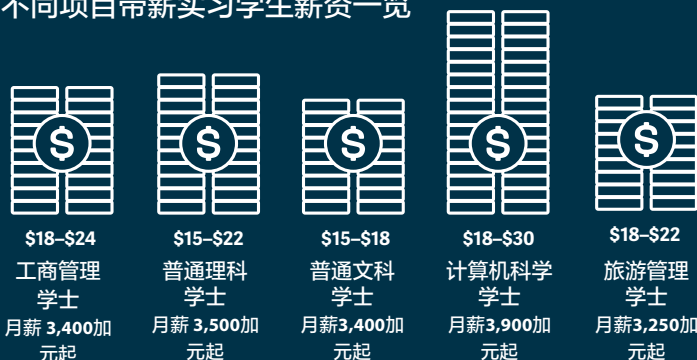 不同项目带薪实习学生薪资一览
$18–$24
工商管理
学士
月薪 3,400加
元起
$15–$22
普通理科
学士
月薪 3,500加
元起
$15–$18
普通文科
学士
月薪3,400加
元起
$18–$30
计算机科学
学士
月薪3,900加
元起
$18–$22
旅游管理
学士
月薪3,250加
元起